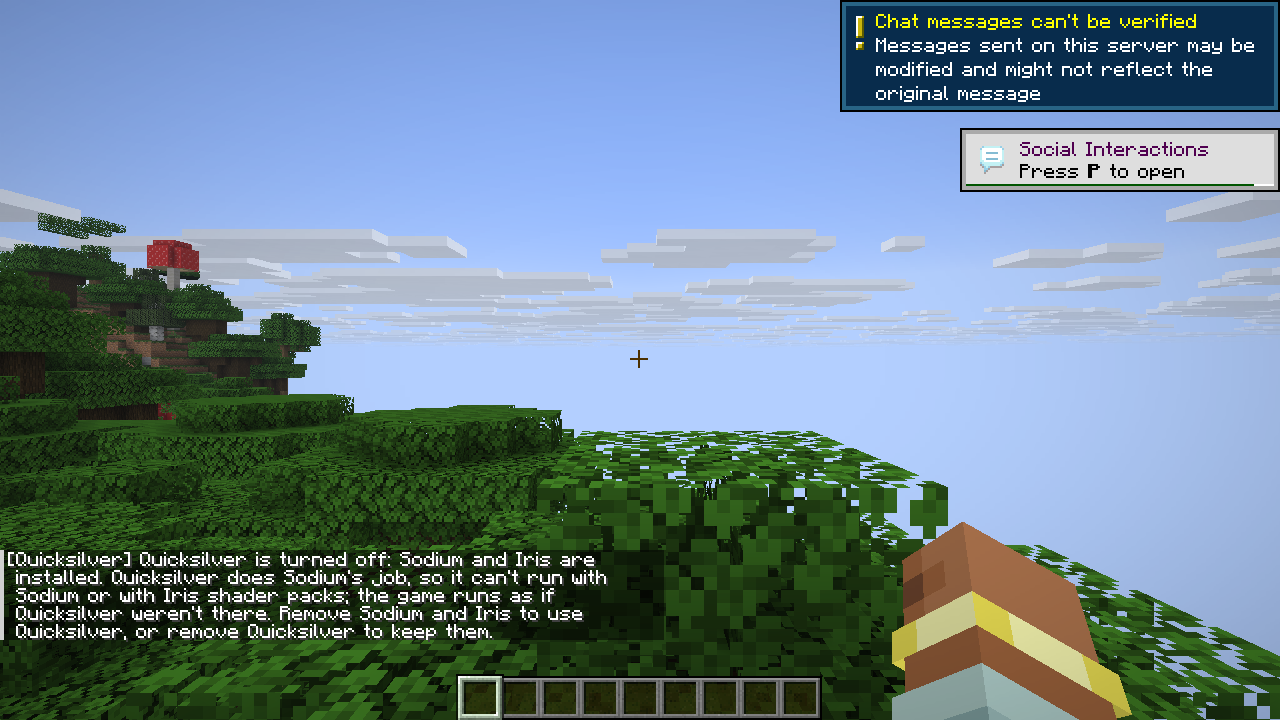 Chat messages can't be verified
Messages sent on this server may be
modified and might not reflect the
original message
Social Interactions
Press P to open
[Quicksilver] Quicksilver is turned off: Sodium and Iris are
installed. Quicksilver does Sodium's job, so it can't run with
Sodium or with Iris shader packs; the game runs as if
Quicksilver weren't there. Remove Sodium and Iris to use
Quicksilver, or remove Quicksilver to keep them.